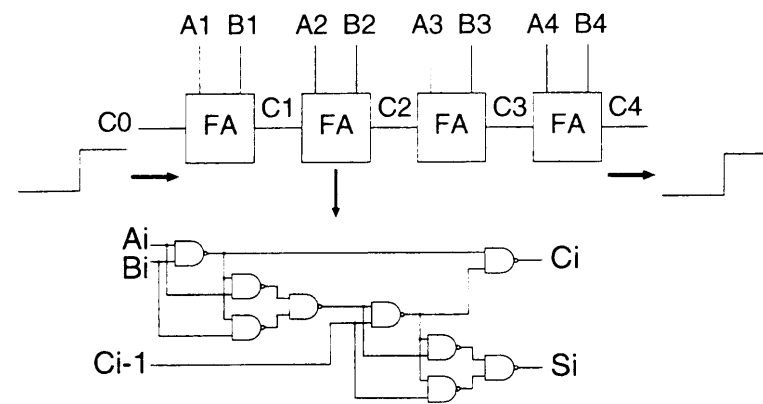 A1 B1 A2 B2 A3 B3 A4 B4
C0 FA C1 FA C2 FA C3 FA C4
Ai
Bi
Ci
Ci-1
Si